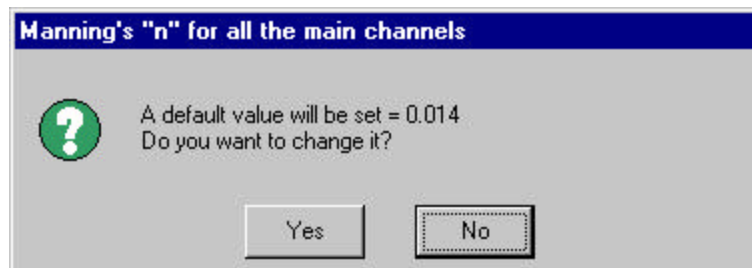 Manning's "n" for all the main channels
A default value will be set = 0.014
Do you want to change it?
Yes
No